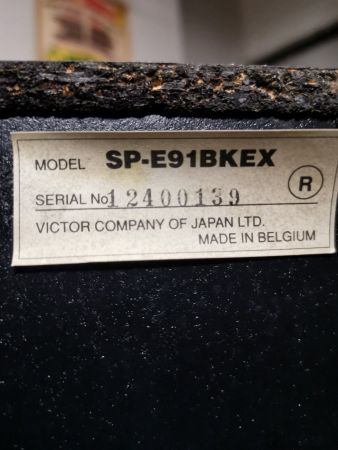 MODEL SP-E91BKEX
R
SERIAL No 12400139
VICTOR COMPANY OF JAPAN LTD.
MADE IN BELGIUM